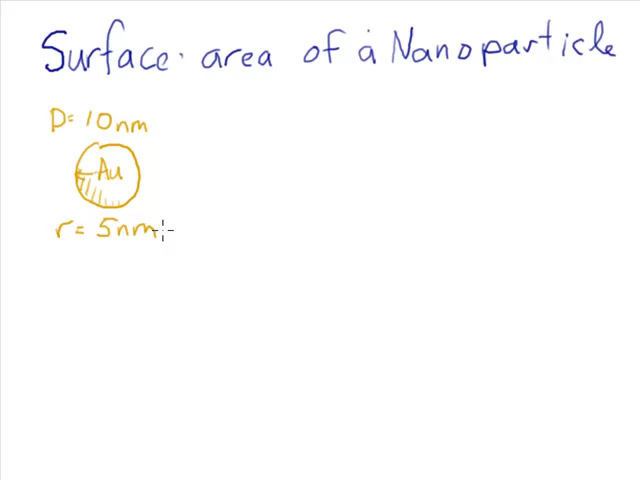 Surface area of a Nanoparticle
D= 10nm
Au
r= 5nm